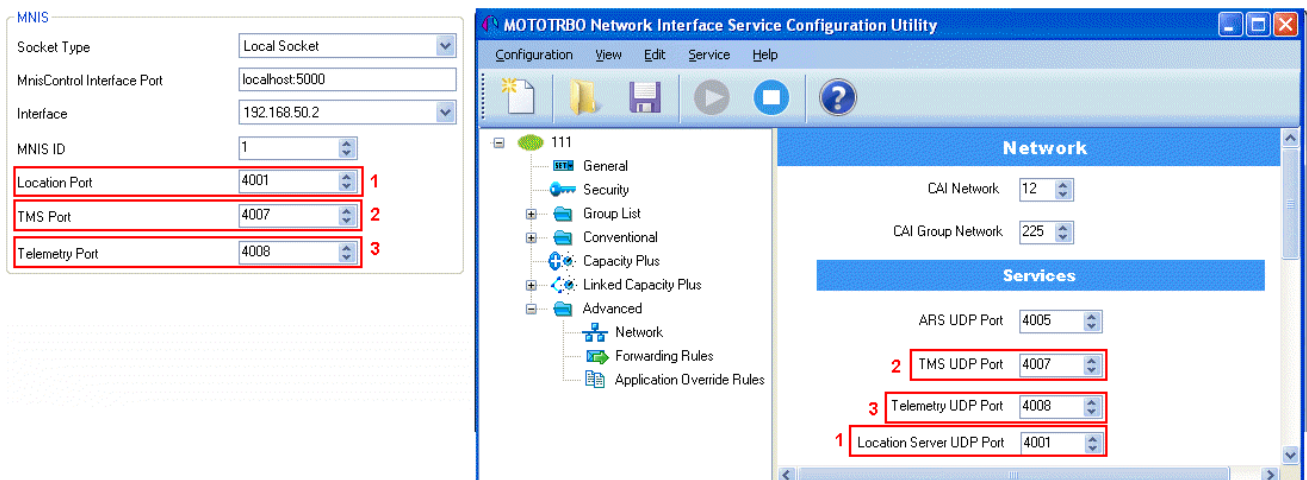 MNIS
Socket Type Local Socket
MnisControl Interface Port localhost:5000
Interface 192.168.50.2
MNIS ID 1
Location Port 4001 1
TMS Port 4007 2
Telemetry Port 4008 3
MOTOTRBO Network Interface Service Configuration Utility
Configuration View Edit Service Help
111
SET General
Security
Group List
Conventional
Capacity Plus
Linked Capacity Plus
Advanced
Network
Forwarding Rules
Application Override Rules
Network
CAI Network 12
CAI Group Network 225
Services
ARS UDP Port 4005
2 TMS UDP Port 4007
3 Telemetry UDP Port 4008
1 Location Server UDP Port 4001